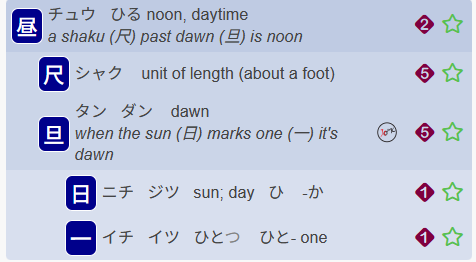 昼 チュウ ひる noon, daytime 2
a shaku (尺) past dawn (旦) is noon
尺 シャク unit of length (about a foot) 5
旦 タン ダン dawn 5
when the sun (日) marks one (一) it's
dawn
日 ニチ ジツ sun; day ひ -か 1
一 イチ イツ ひとつ ひと- one 1